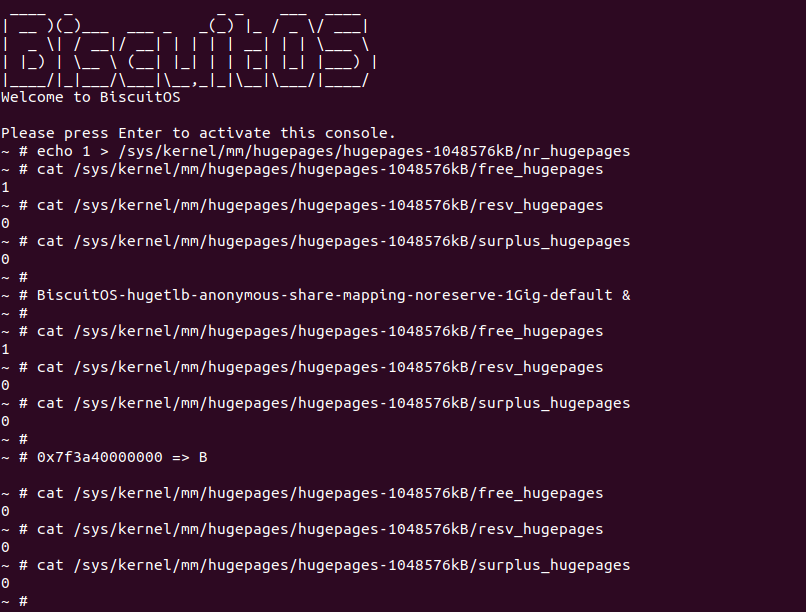 ____  _                _ _    ___  ____
| __ )(_)___  ___ _   _(_) |_ / _ \/ ___|
|  _ \| / __|/ __| | | | | __| | | \___ \
| |_) | \__ \ (__| |_| | | |_| |_| |___) |
|____/|_|___/\___|\__,_|_|\__|\___/|____/
Welcome to BiscuitOS

Please press Enter to activate this console.
~ # echo 1 > /sys/kernel/mm/hugepages/hugepages-1048576kB/nr_hugepages
~ # cat /sys/kernel/mm/hugepages/hugepages-1048576kB/free_hugepages
1
~ # cat /sys/kernel/mm/hugepages/hugepages-1048576kB/resv_hugepages
0
~ # cat /sys/kernel/mm/hugepages/hugepages-1048576kB/surplus_hugepages
0
~ #
~ # BiscuitOS-hugetlb-anonymous-share-mapping-noreserve-1Gig-default &
~ #
~ # cat /sys/kernel/mm/hugepages/hugepages-1048576kB/free_hugepages
1
~ # cat /sys/kernel/mm/hugepages/hugepages-1048576kB/resv_hugepages
0
~ # cat /sys/kernel/mm/hugepages/hugepages-1048576kB/surplus_hugepages
0
~ #
~ # 0x7f3a40000000 => B

~ # cat /sys/kernel/mm/hugepages/hugepages-1048576kB/free_hugepages
0
~ # cat /sys/kernel/mm/hugepages/hugepages-1048576kB/resv_hugepages
0
~ # cat /sys/kernel/mm/hugepages/hugepages-1048576kB/surplus_hugepages
0
~ #